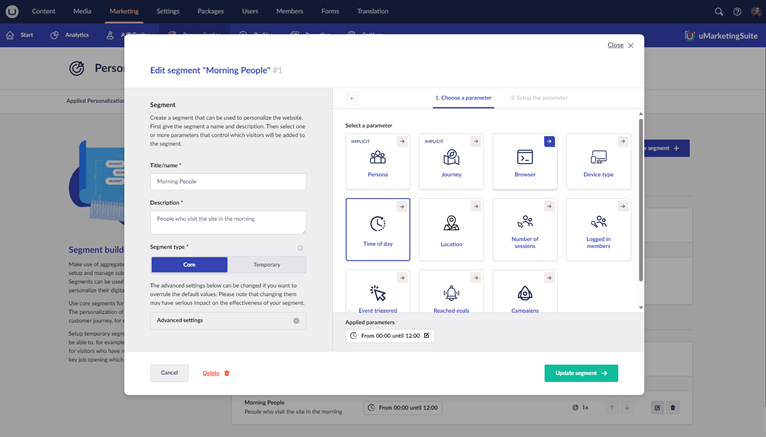 Content Media Marketing Settings Packages Users Members Forms Translation
Start Analytics
uMarketingSuite
Close
Edit segment "Morning People" #1
Perso
Applied Personalization
Segment
Create a segment that can be used to personalize the website.
First give the segment a name and description. Then select one
or more parameters that control which visitors will be added to
the segment.
Title/name *
Morning People
Description *
People who visit the site in the morning
Segment type *
Core Temporary
The advanced settings below can be changed if you want to
overrule the default values. Please note that changing them
may have serious impact on the effectiveness of your segment.
Advanced settings
1. Choose a parameter 2. Setup the parameter
Select a parameter
IMPLICIT IMPLICIT
Persona Journey Browser Device type
Time of day Location Number of sessions Logged in members
Event triggered Reached goals Campaigns
Applied parameters
From 00:00 until 12:00
Cancel Delete Update segment
w segment +
Segment build
Make use of aggregate
setup and manage sub
Segments can be used
personalize their digita
Use core segments for
The personalization of
customer journey, for e
Setup temporary segm
be able to, for example
for visitors who have n
key job opening which
Morning People
People who visit the site in the morning
From 00:00 until 12:00
1x